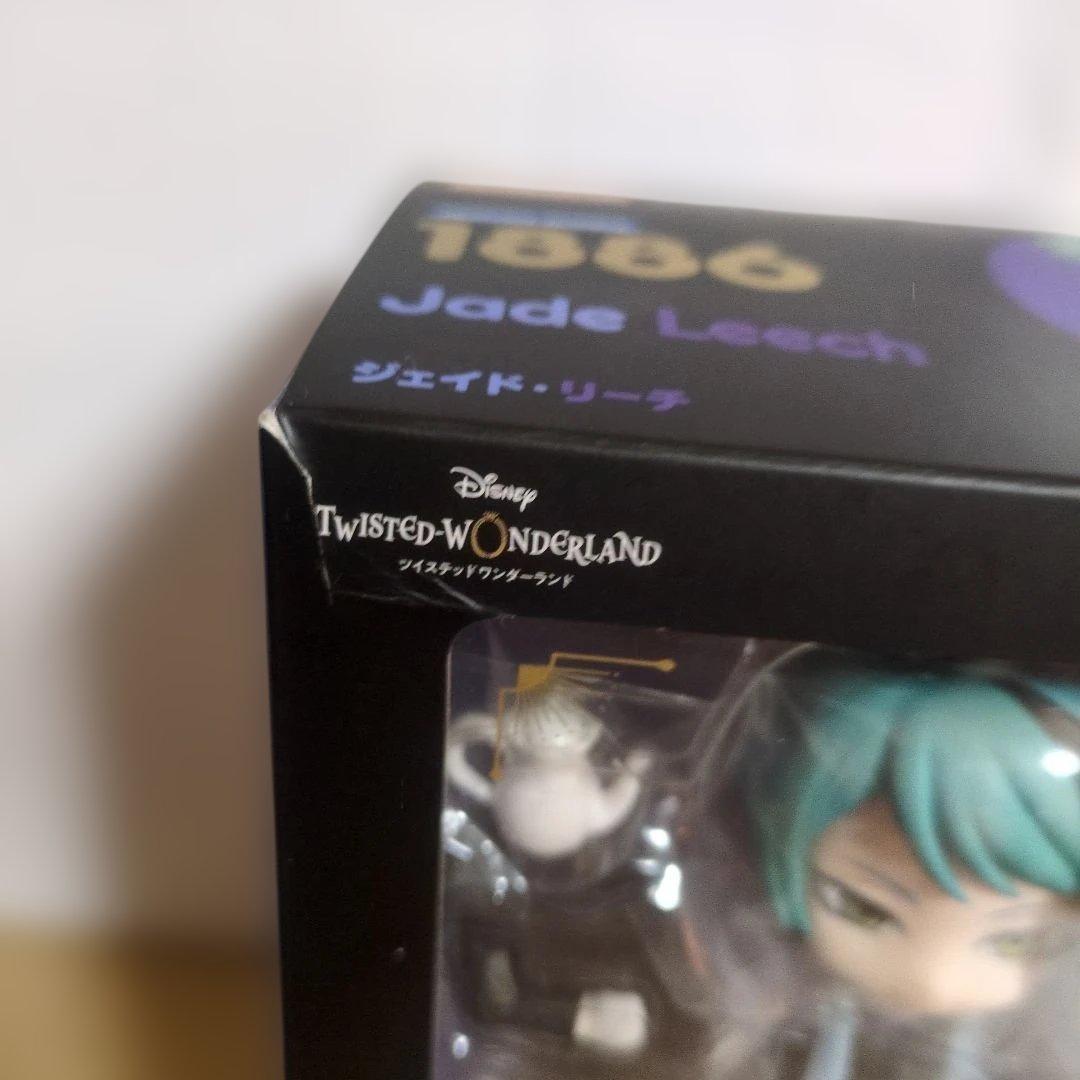 1886
Jade Leech
ジェイド・リーチ
Disney
TWISTED-WONDERLAND
ツイステッドワンダーランド